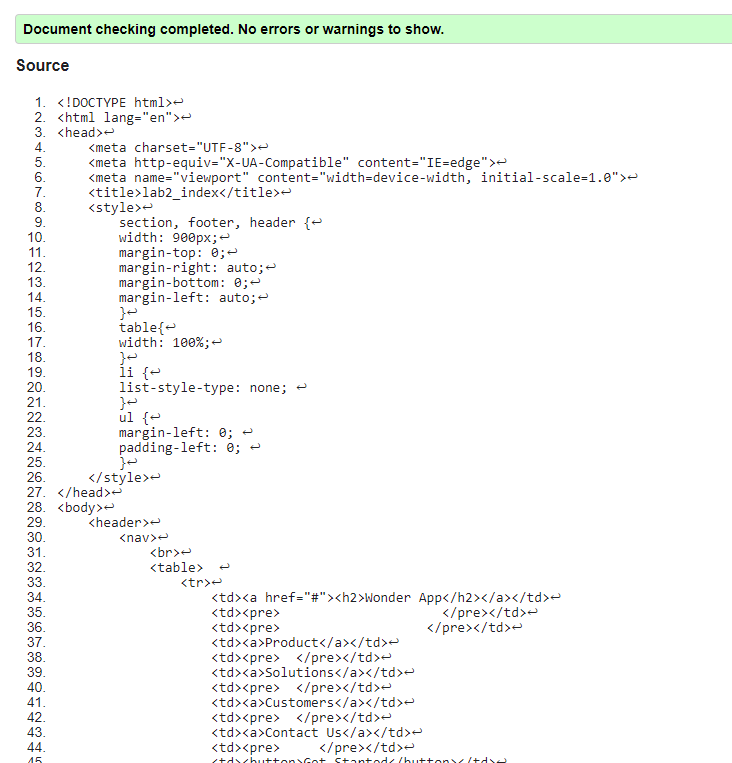 Document checking completed. No errors or warnings to show.
Source
1. <!DOCTYPE html>↩
2. <html lang="en">↩
3. <head>↩
4.     <meta charset="UTF-8">↩
5.     <meta http-equiv="X-UA-Compatible" content="IE=edge">↩
6.     <meta name="viewport" content="width=device-width, initial-scale=1.0">↩
7.     <title>lab2_index</title>↩
8.     <style>↩
9.         section, footer, header {↩
10.         width: 900px;↩
11.         margin-top: 0;↩
12.         margin-right: auto;↩
13.         margin-bottom: 0;↩
14.         margin-left: auto;↩
15.         }↩
16.         table{↩
17.         width: 100%;↩
18.         }↩
19.         li {↩
20.         list-style-type: none; ↩
21.         }↩
22.         ul {↩
23.         margin-left: 0; ↩
24.         padding-left: 0; ↩
25.         }↩
26.     </style>↩
27. </head>↩
28. <body>↩
29.     <header>↩
30.         <nav>↩
31.             <br>↩
32.             <table>  ↩
33.                 <tr>↩
34.                     <td><a href="#"><h2>Wonder App</h2></a></td>↩
35.                     <td><pre>                     </pre></td>↩
36.                     <td><pre>                   </pre></td>↩
37.                     <td><a>Product</a></td>↩
38.                     <td><pre>  </pre></td>↩
39.                     <td><a>Solutions</a></td>↩
40.                     <td><pre>  </pre></td>↩
41.                     <td><a>Customers</a></td>↩
42.                     <td><pre>  </pre></td>↩
43.                     <td><a>Contact Us</a></td>↩
44.                     <td><pre>     </pre></td>↩
45.                     <td><button>Get Started</button></td>↩